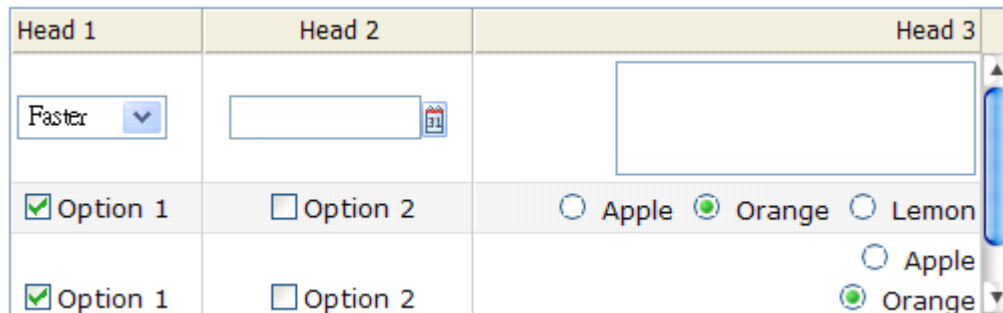 Head 1 Head 2 Head 3
Faster 31
Option 1 Option 2 Apple Orange Lemon
Apple
Option 1 Option 2 Orange